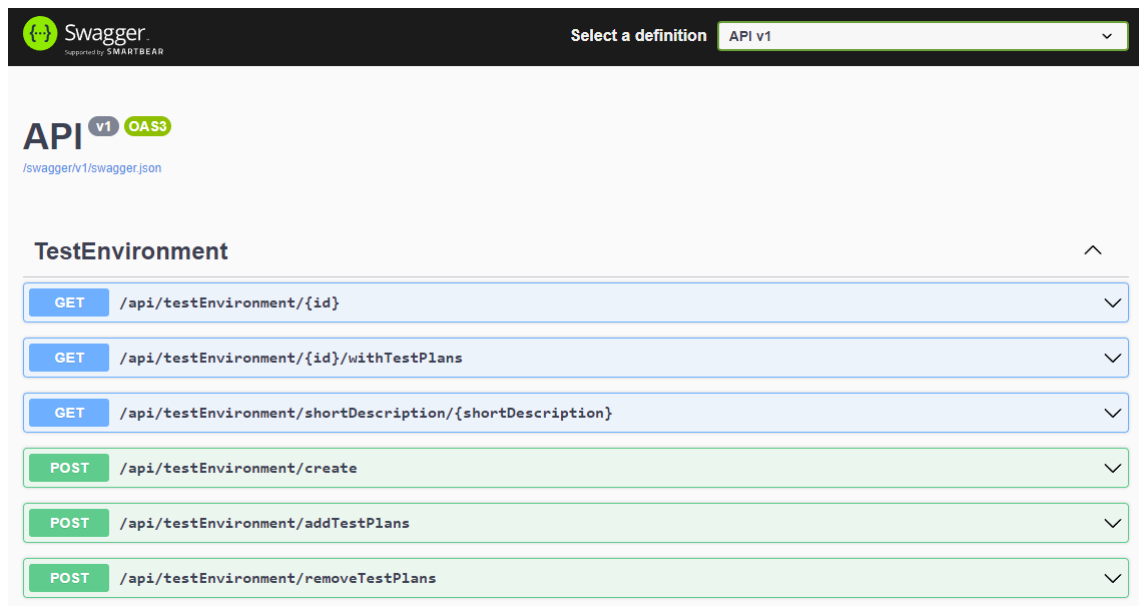 {··} Swagger.
Supported by SMARTBEAR
Select a definition API v1
API v1 OAS3
/swagger/v1/swagger.json
TestEnvironment
GET /api/testEnvironment/{id}
GET /api/testEnvironment/{id}/withTestPlans
GET /api/testEnvironment/shortDescription/{shortDescription}
POST /api/testEnvironment/create
POST /api/testEnvironment/addTestPlans
POST /api/testEnvironment/removeTestPlans